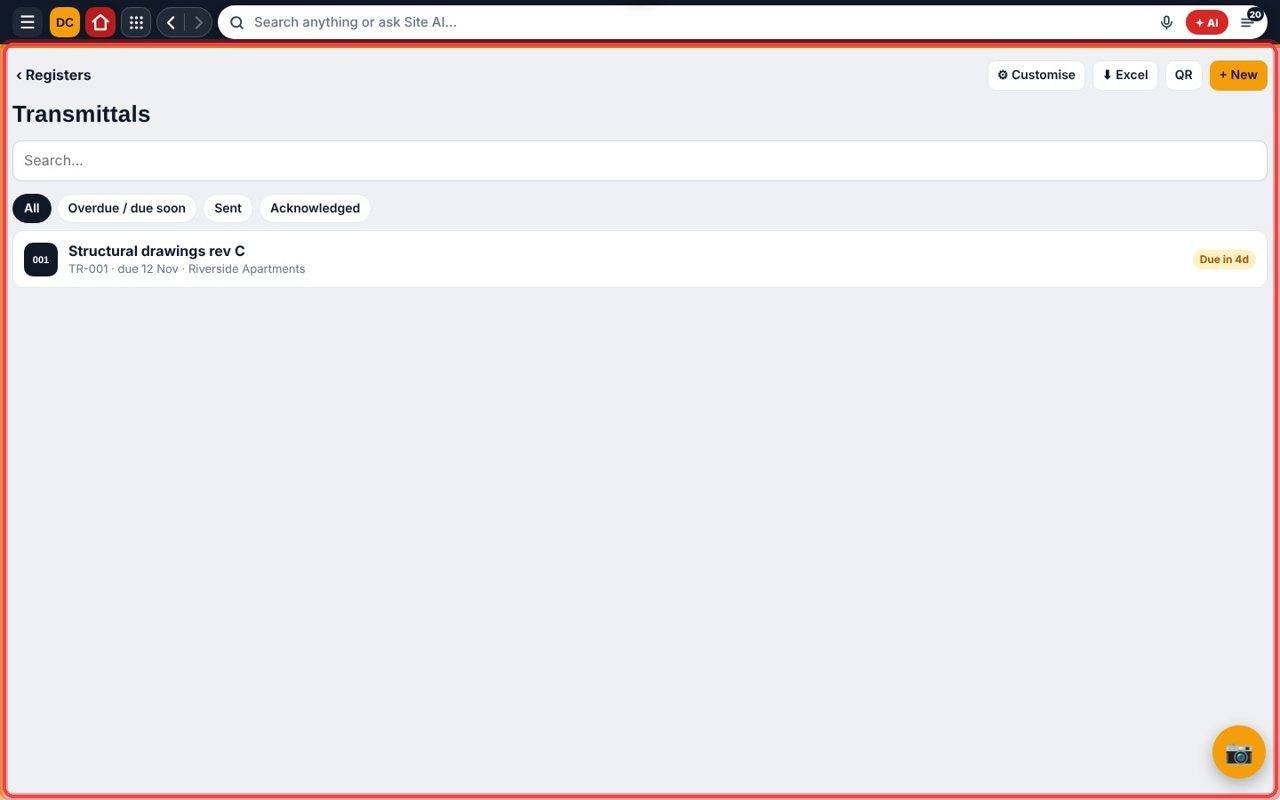 DC
Search anything or ask Site AI...
+ AI
20
‹ Registers
⚙ Customise
⬇ Excel
QR
+ New
Transmittals
Search...
All
Overdue / due soon
Sent
Acknowledged
001
Structural drawings rev C
TR-001 · due 12 Nov · Riverside Apartments
Due in 4d